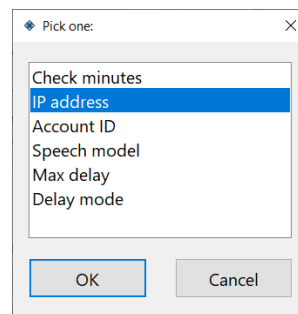 Pick one:
Check minutes
IP address
Account ID
Speech model
Max delay
Delay mode
OK
Cancel